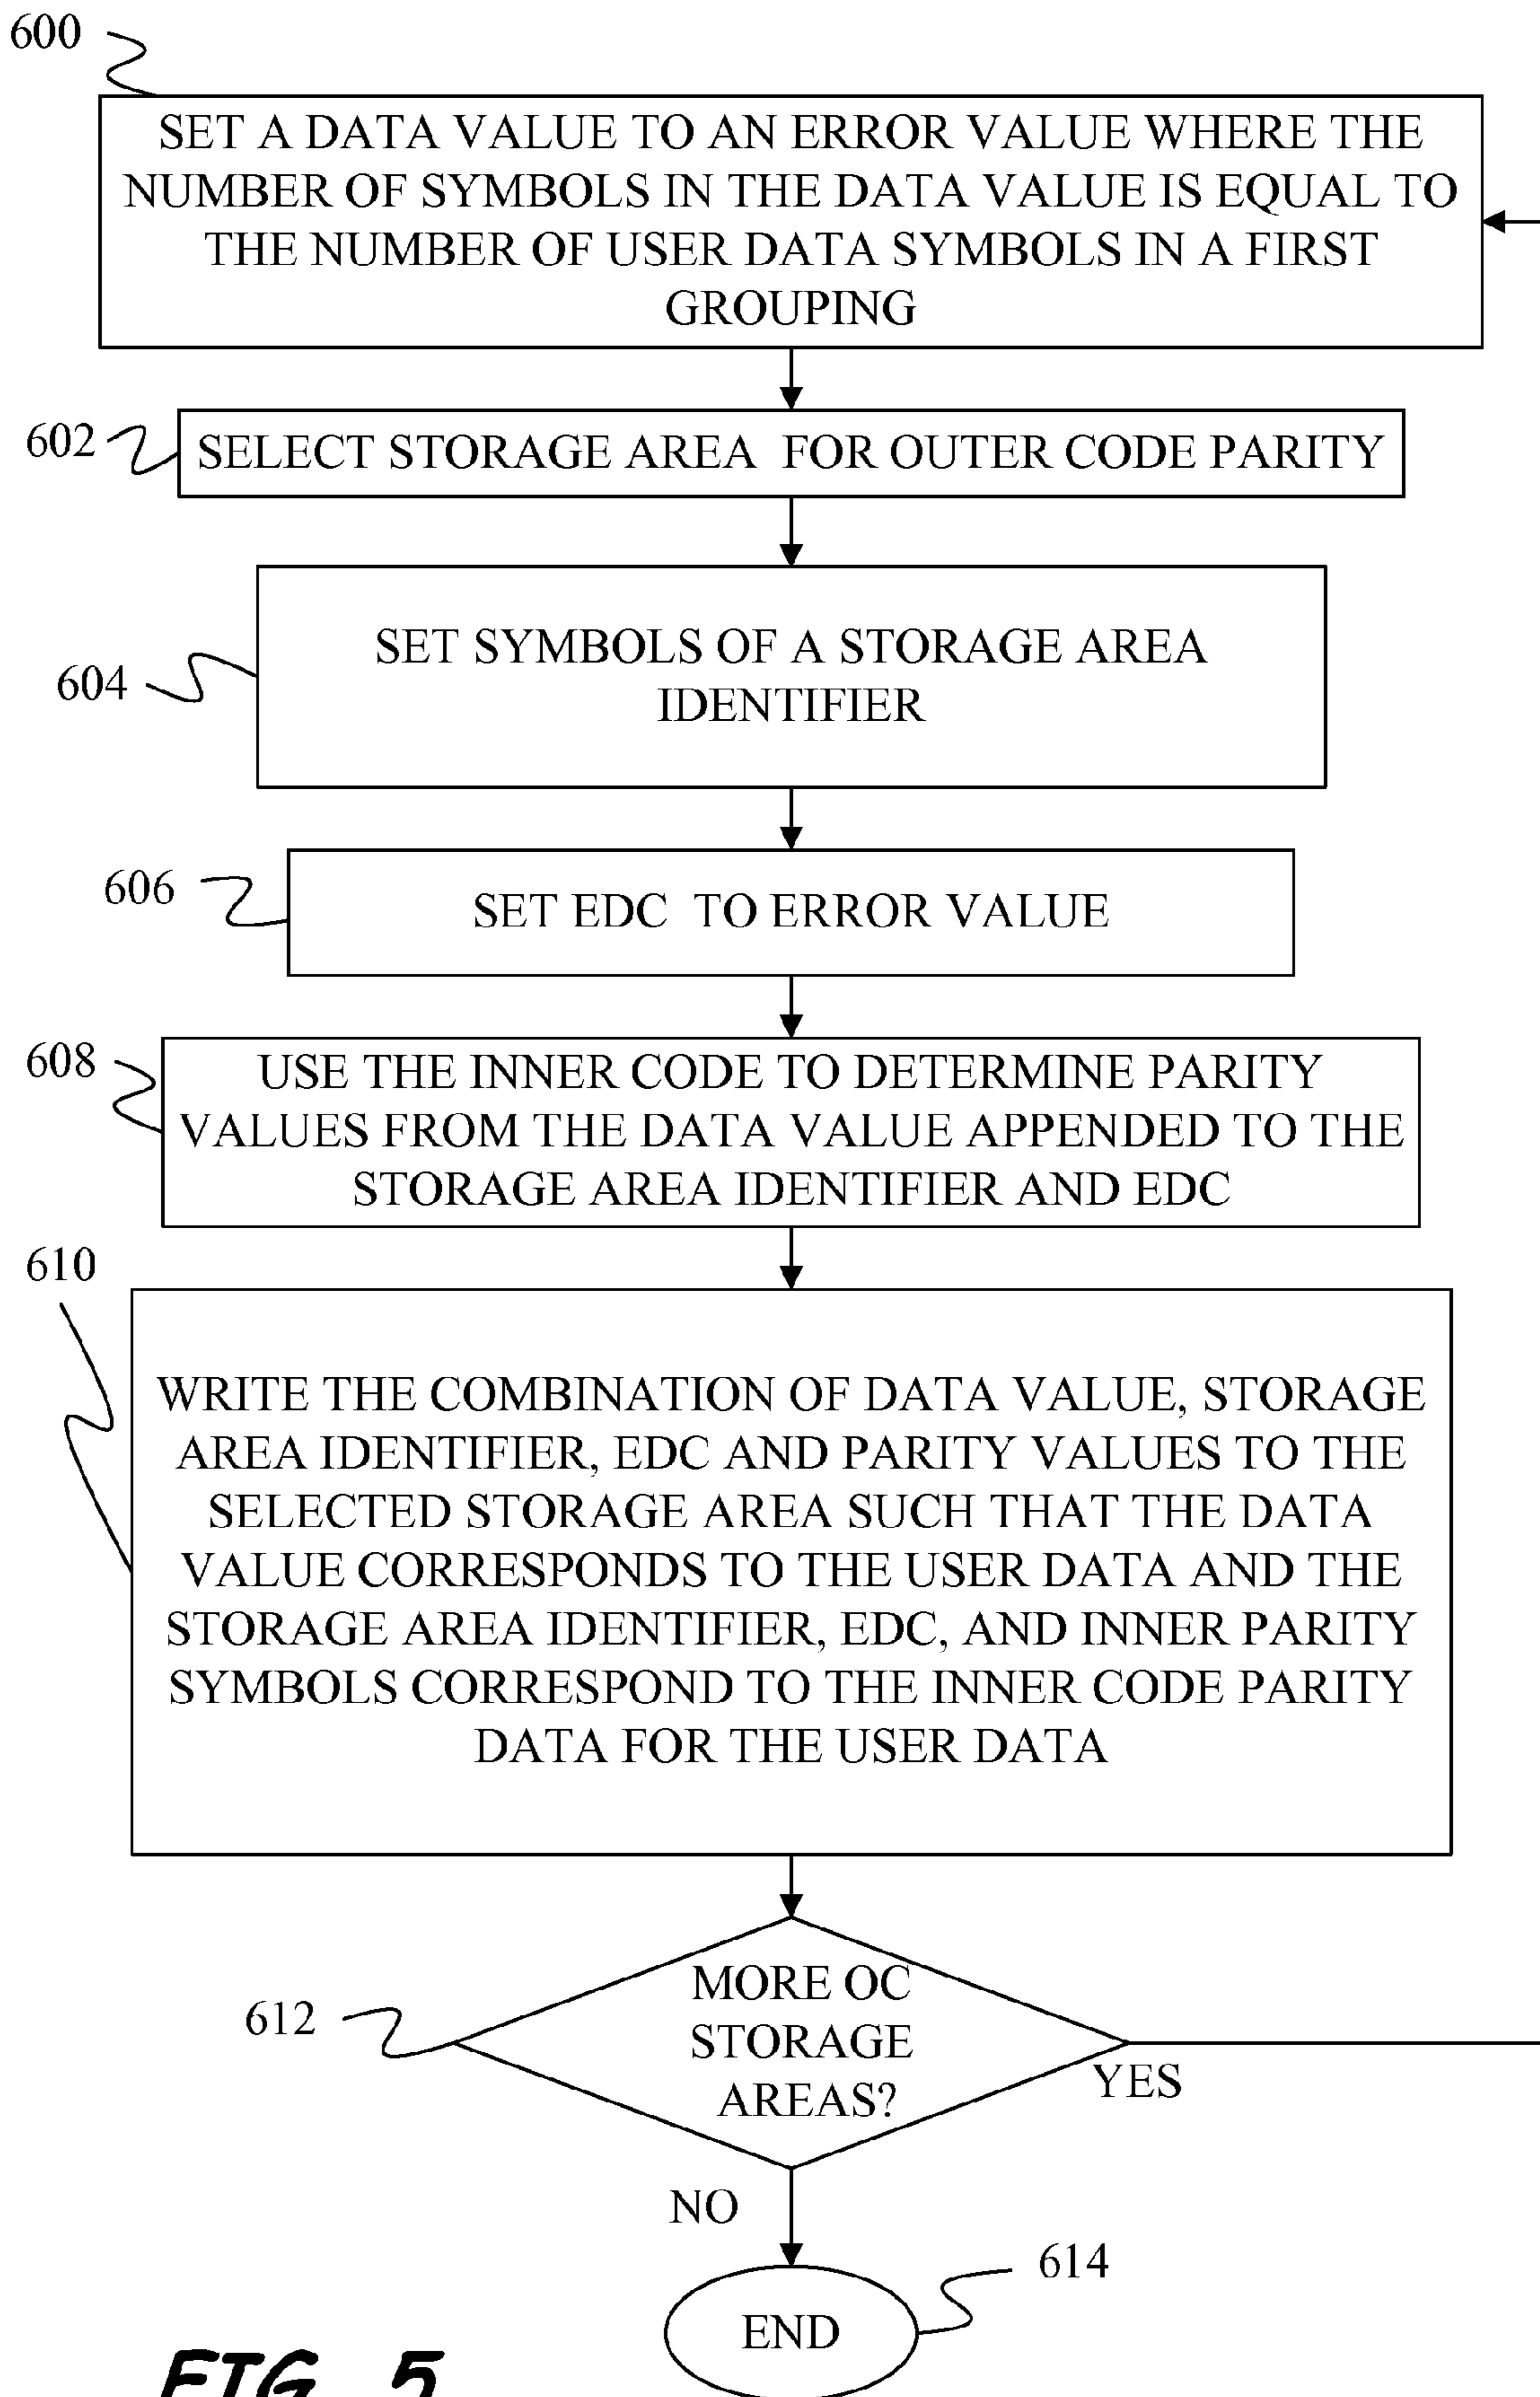 600
SET A DATA VALUE TO AN ERROR VALUE WHERE THE
NUMBER OF SYMBOLS IN THE DATA VALUE IS EQUAL TO
THE NUMBER OF USER DATA SYMBOLS IN A FIRST
GROUPING
602
SELECT STORAGE AREA FOR OUTER CODE PARITY
604
SET SYMBOLS OF A STORAGE AREA
IDENTIFIER
606
SET EDC TO ERROR VALUE
608
USE THE INNER CODE TO DETERMINE PARITY
VALUES FROM THE DATA VALUE APPENDED TO THE
STORAGE AREA IDENTIFIER AND EDC
610
WRITE THE COMBINATION OF DATA VALUE, STORAGE
AREA IDENTIFIER, EDC AND PARITY VALUES TO THE
SELECTED STORAGE AREA SUCH THAT THE DATA
VALUE CORRESPONDS TO THE USER DATA AND THE
STORAGE AREA IDENTIFIER, EDC, AND INNER PARITY
SYMBOLS CORRESPOND TO THE INNER CODE PARITY
DATA FOR THE USER DATA
612
MORE OC
STORAGE
AREAS?
YES
NO
614
END
FIG. 5